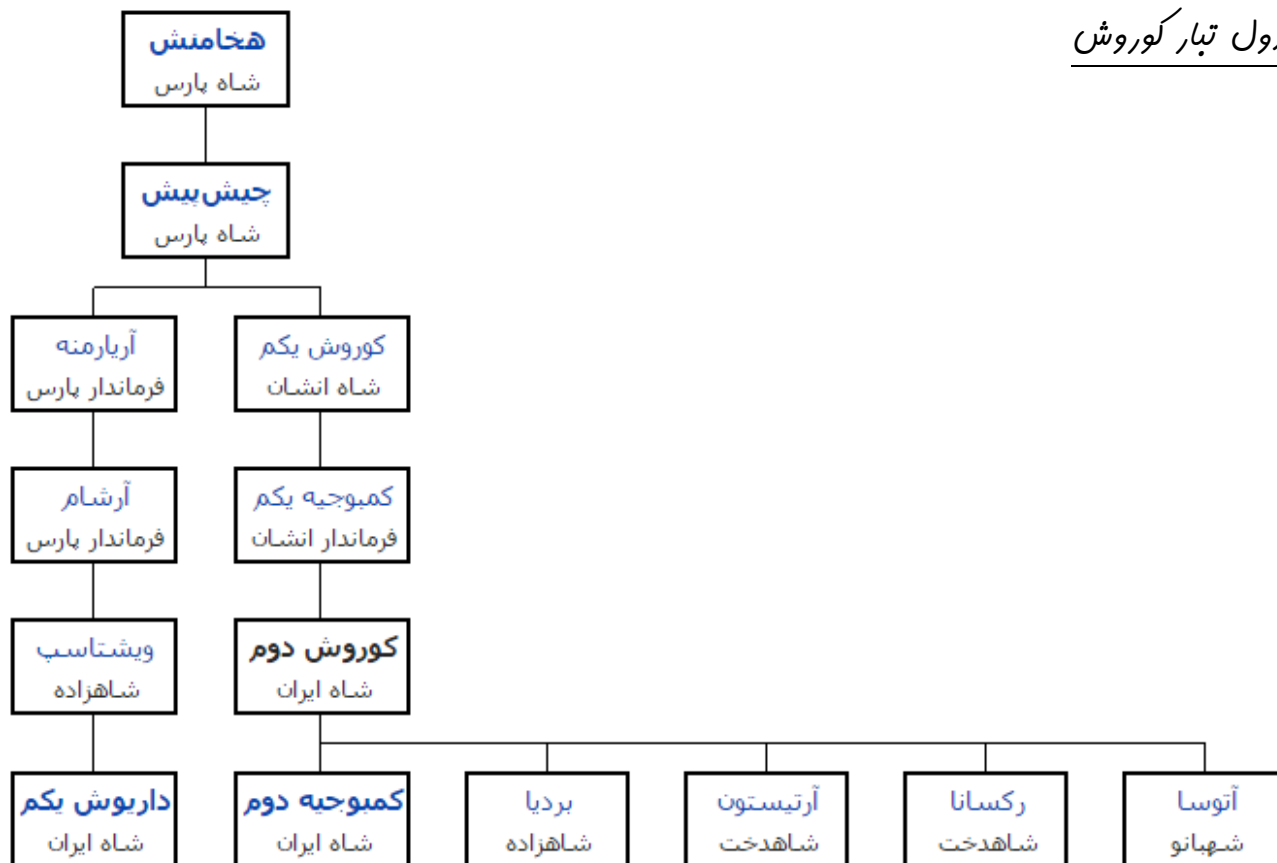 تبار کوروش
هخامنش
شاه پارس
چیش‌پیش
شاه پارس
کوروش یکم
شاه انشان
آریارمنه
فرماندار پارس
کمبوجیه یکم
فرماندار انشان
آرشام
فرماندار پارس
کوروش دوم
شاه ایران
ویشتاسپ
شاهزاده
آتوسا
شهبانو
رکسانا
شاهدخت
آرتیستون
شاهدخت
بردیا
شاهزاده
کمبوجیه دوم
شاه ایران
داریوش یکم
شاه ایران